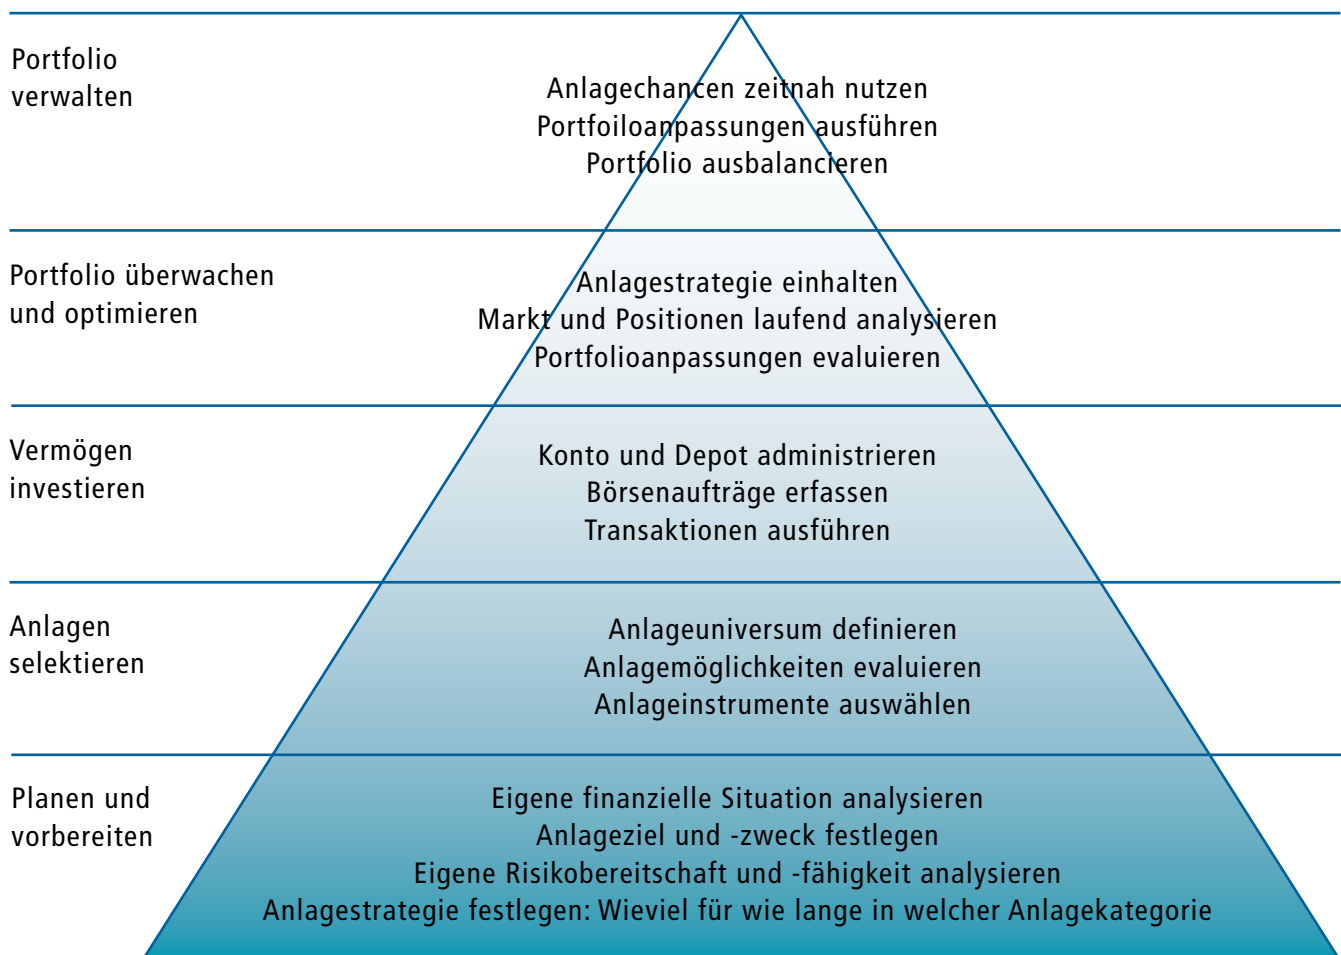 Portfolio
verwalten
Anlagechancen zeitnah nutzen
Portfoiloanpassungen ausführen
Portfolio ausbalancieren
Portfolio überwachen
und optimieren
Anlagestrategie einhalten
Markt und Positionen laufend analysieren
Portfolioanpassungen evaluieren
Vermögen
investieren
Konto und Depot administrieren
Börsenaufträge erfassen
Transaktionen ausführen
Anlagen
selektieren
Anlageuniversum definieren
Anlagemöglichkeiten evaluieren
Anlageinstrumente auswählen
Planen und
vorbereiten
Eigene finanzielle Situation analysieren
Anlageziel und -zweck festlegen
Eigene Risikobereitschaft und -fähigkeit analysieren
Anlagestrategie festlegen: Wieviel für wie lange in welcher Anlagekategorie